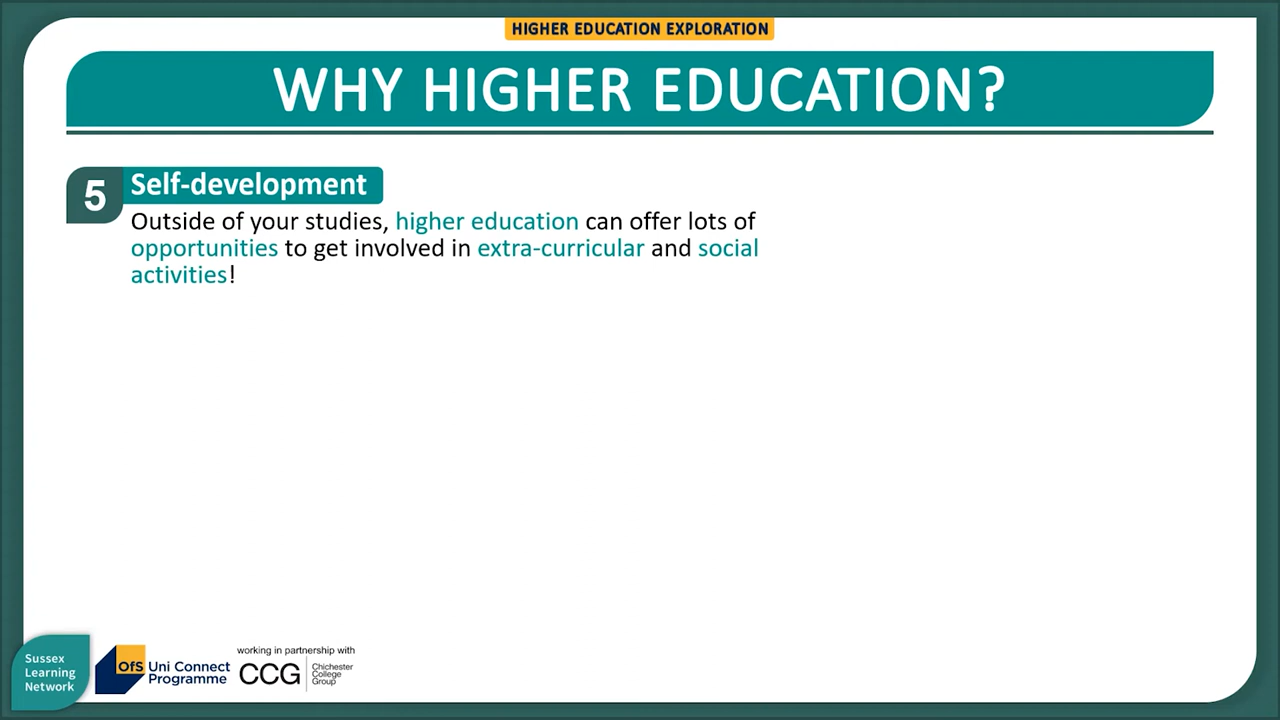 HIGHER EDUCATION EXPLORATION
WHY HIGHER EDUCATION?
5
Self-development
Outside of your studies, higher education can offer lots of
opportunities to get involved in extra-curricular and social
activities!
Sussex
Learning
Network
OfS
Uni Connect
Programme
working in partnership with
CCG
Chichester
College
Group